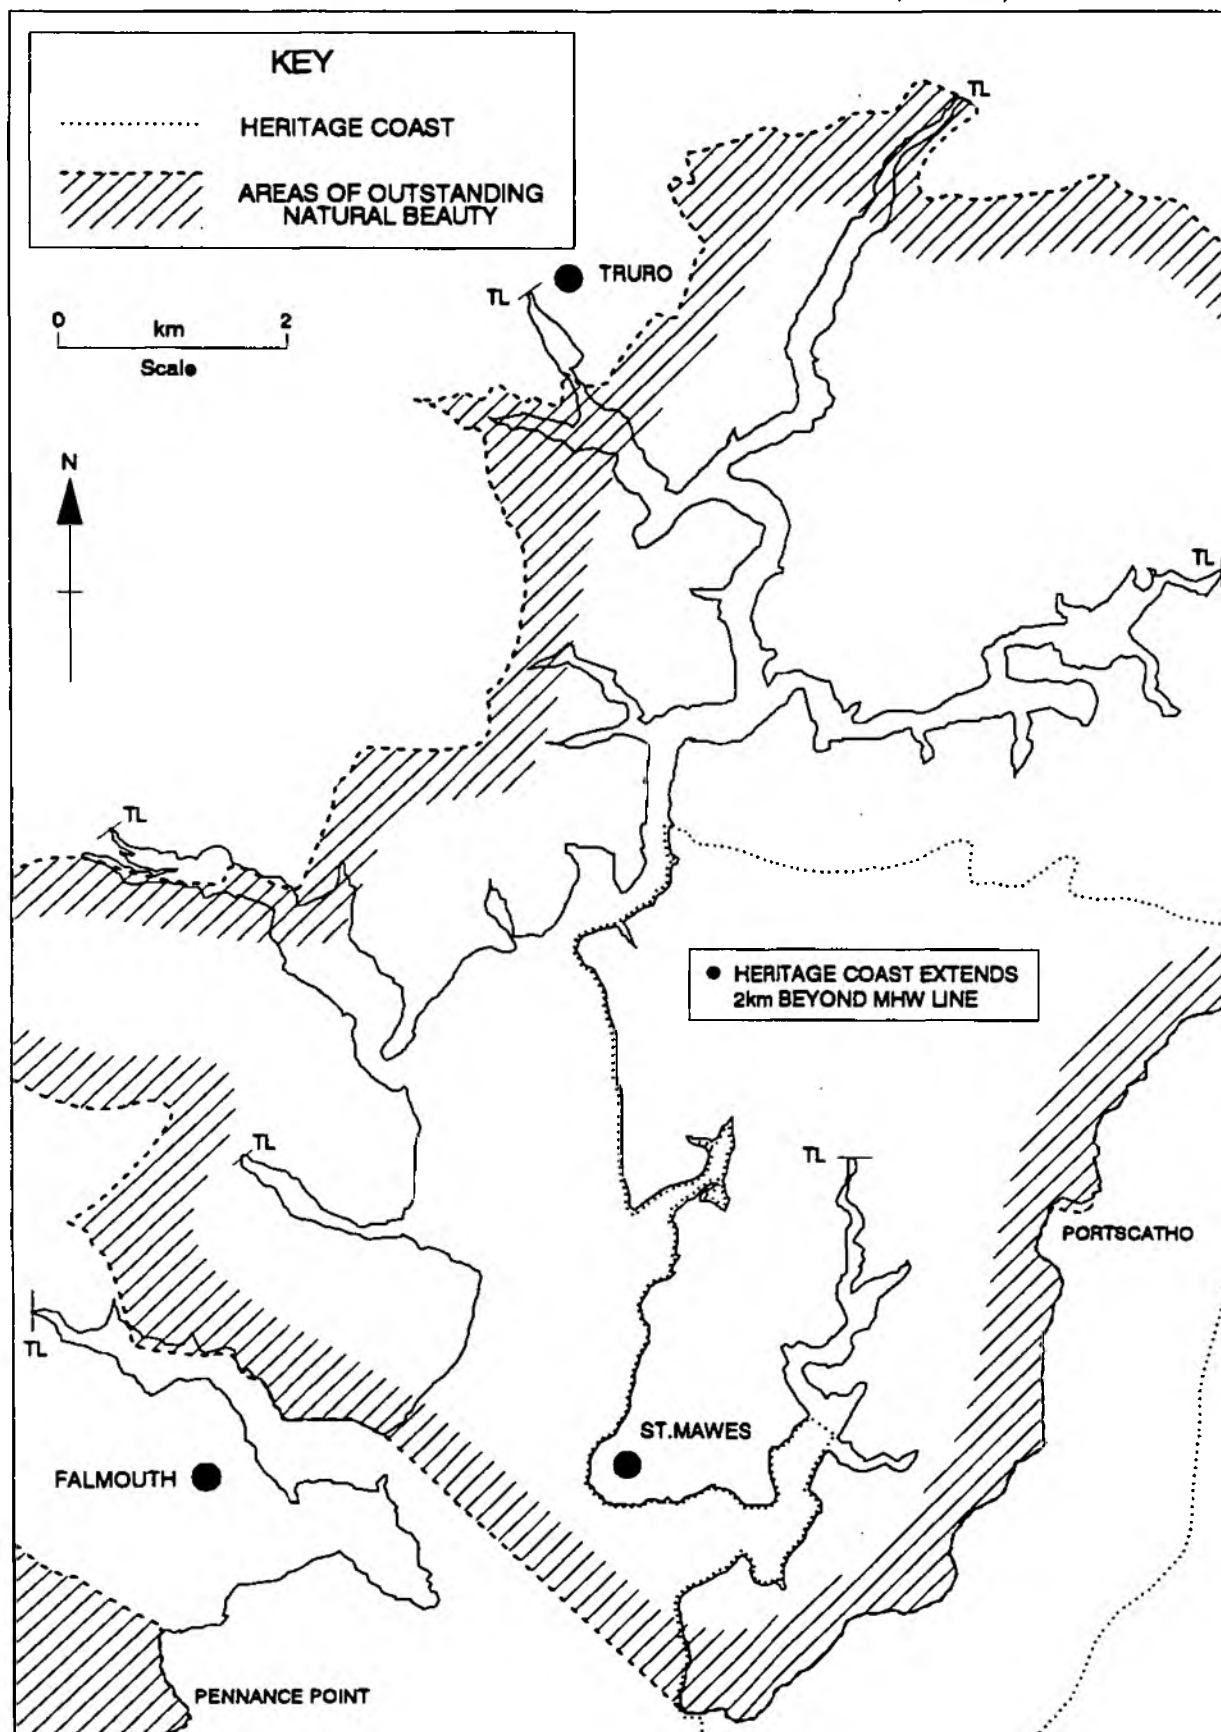 KEY
HERITAGE COAST
AREAS OF OUTSTANDING
NATURAL BEAUTY
TL
TRURO
TL
0 km 2
Scale
N
TL
TL
HERITAGE COAST EXTENDS
2km BEYOND MHW LINE
TL
TL
PORTSCATHO
TL
ST.MAWES
FALMOUTH
PENNANCE POINT